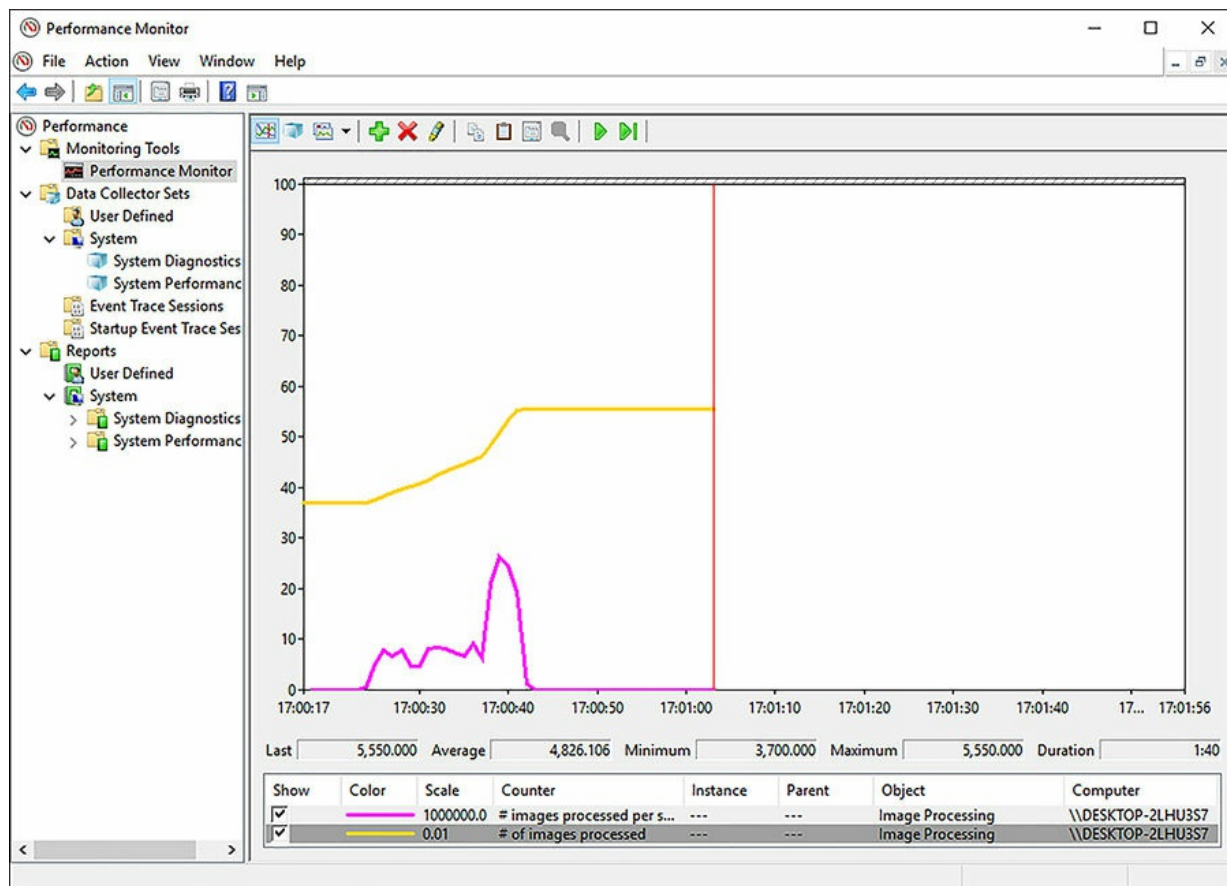 Performance Monitor
File Action View Window Help
Performance
Monitoring Tools
Performance Monitor
Data Collector Sets
User Defined
System
System Diagnostics
System Performanc
Event Trace Sessions
Startup Event Trace Ses
Reports
User Defined
System
System Diagnostics
System Performanc
100
90
80
70
60
50
40
30
20
10
0
17:00:17 17:00:30 17:00:40 17:00:50 17:01:00 17:01:10 17:01:20 17:01:30 17:01:40 17... 17:01:56
Last 5,550.000 Average 4,826.106 Minimum 3,700.000 Maximum 5,550.000 Duration 1:40
Show Color Scale Counter Instance Parent Object Computer
1000000.0 # images processed per s... --- --- Image Processing \\DESKTOP-2LHU3S7
0.01 # of images processed --- --- Image Processing \\DESKTOP-2LHU3S7